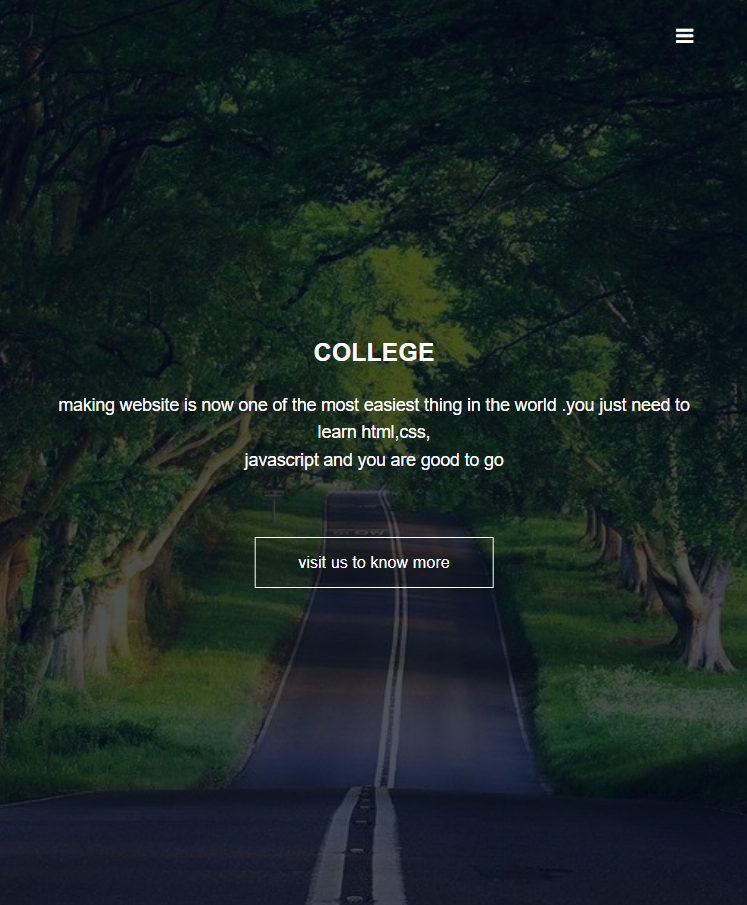 COLLEGE
making website is now one of the most easiest thing in the world .you just need to
learn html,css,
javascript and you are good to go
SLOW
visit us to know more